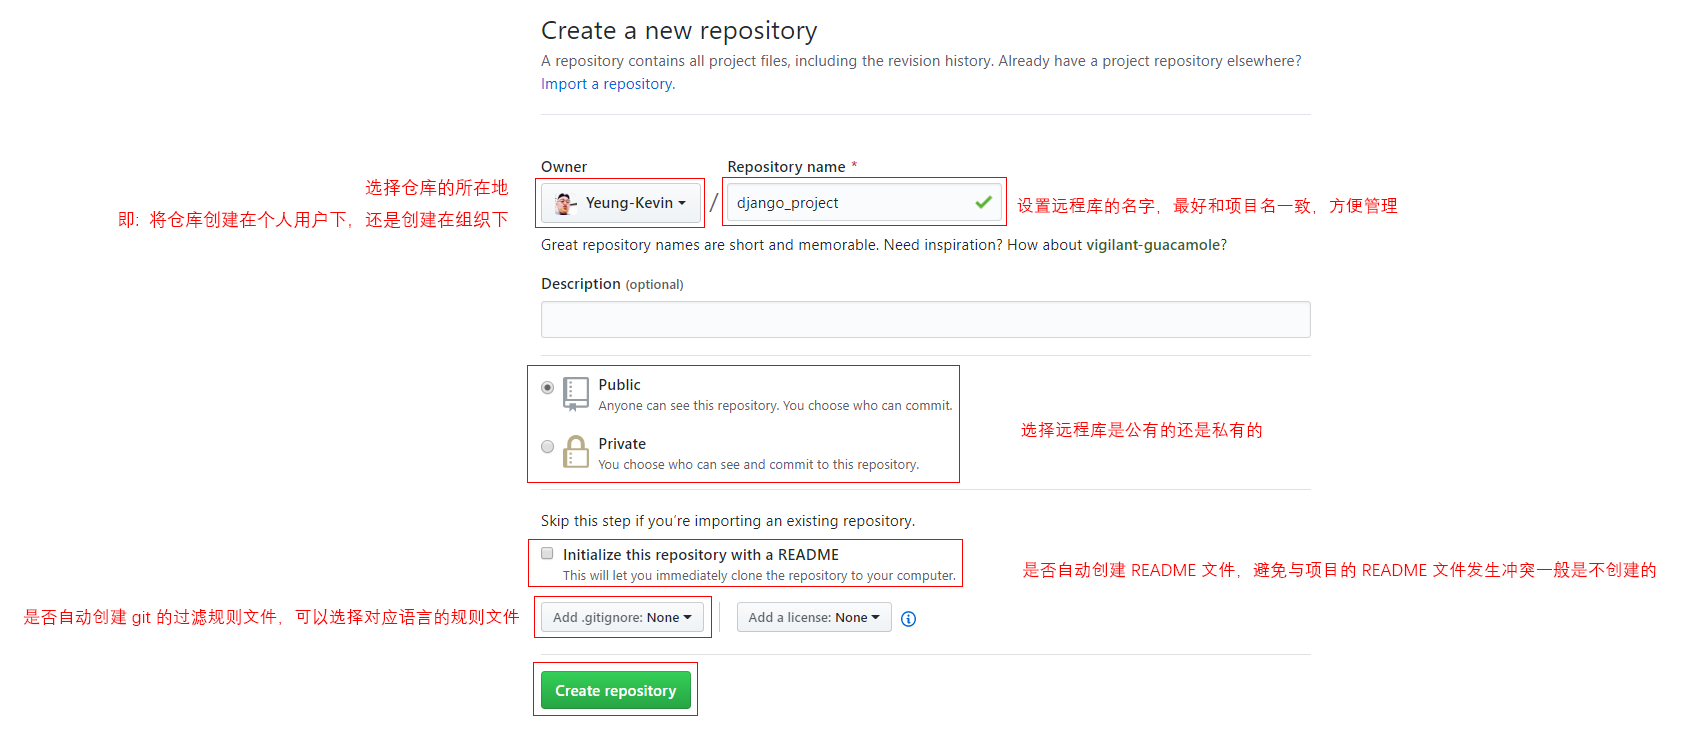 Create a new repository
A repository contains all project files, including the revision history. Already have a project repository elsewhere?
Import a repository.
Owner
Repository name *
选择仓库的所在地
即：将仓库创建在个人用户下，还是创建在组织下
Yeung-Kevin
/
django_project
设置远程库的名字，最好和项目名一致，方便管理
Great repository names are short and memorable. Need inspiration? How about vigilant-guacamole?
Description (optional)
Public
Anyone can see this repository. You choose who can commit.
Private
You choose who can see and commit to this repository.
选择远程库是公有的还是私有的
Skip this step if you’re importing an existing repository.
Initialize this repository with a README
This will let you immediately clone the repository to your computer.
是否自动创建 README 文件，避免与项目的 README 文件发生冲突一般是不创建的
是否自动创建 git 的过滤规则文件，可以选择对应语言的规则文件
Add .gitignore: None
Add a license: None
Create repository